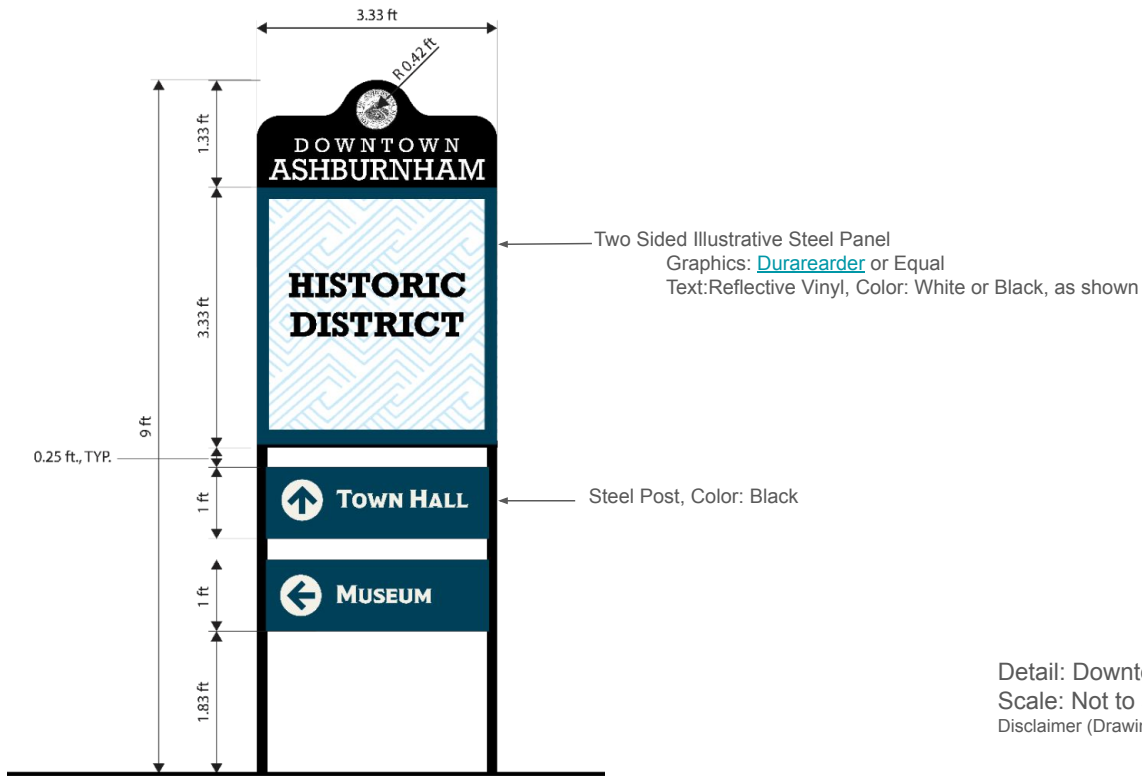 3.33 ft
R 0.42 ft
1.33 ft
DOWNTOWN
ASHBURNHAM
Two Sided Illustrative Steel Panel
Graphics: Durarearder or Equal
Text:Reflective Vinyl, Color: White or Black, as shown
HISTORIC
DISTRICT
3.33 ft
9 ft
0.25 ft., TYP.
1 ft
TOWN HALL
Steel Post, Color: Black
1 ft
MUSEUM
1.83 ft
Detail: Downto
Scale: Not to
Disclaimer (Drawin